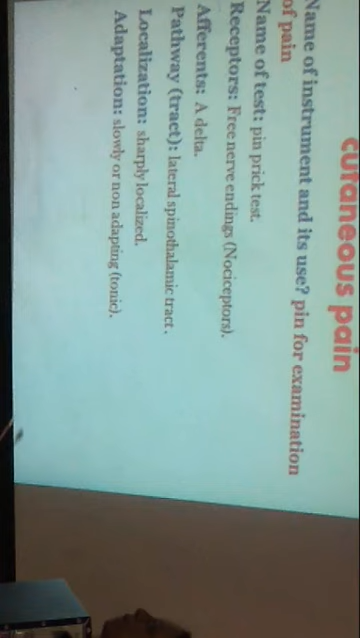 cutaneous pain
Name of instrument and its use? pin for examination
of pain
Name of test: pin prick test.
Receptors: Free nerve endings (Nociceptors).
Afferents: A delta.
Pathway (tract): lateral spinothalamic tract .
Localization: sharply localized.
Adaptation: slowly or non adapting (tonic).